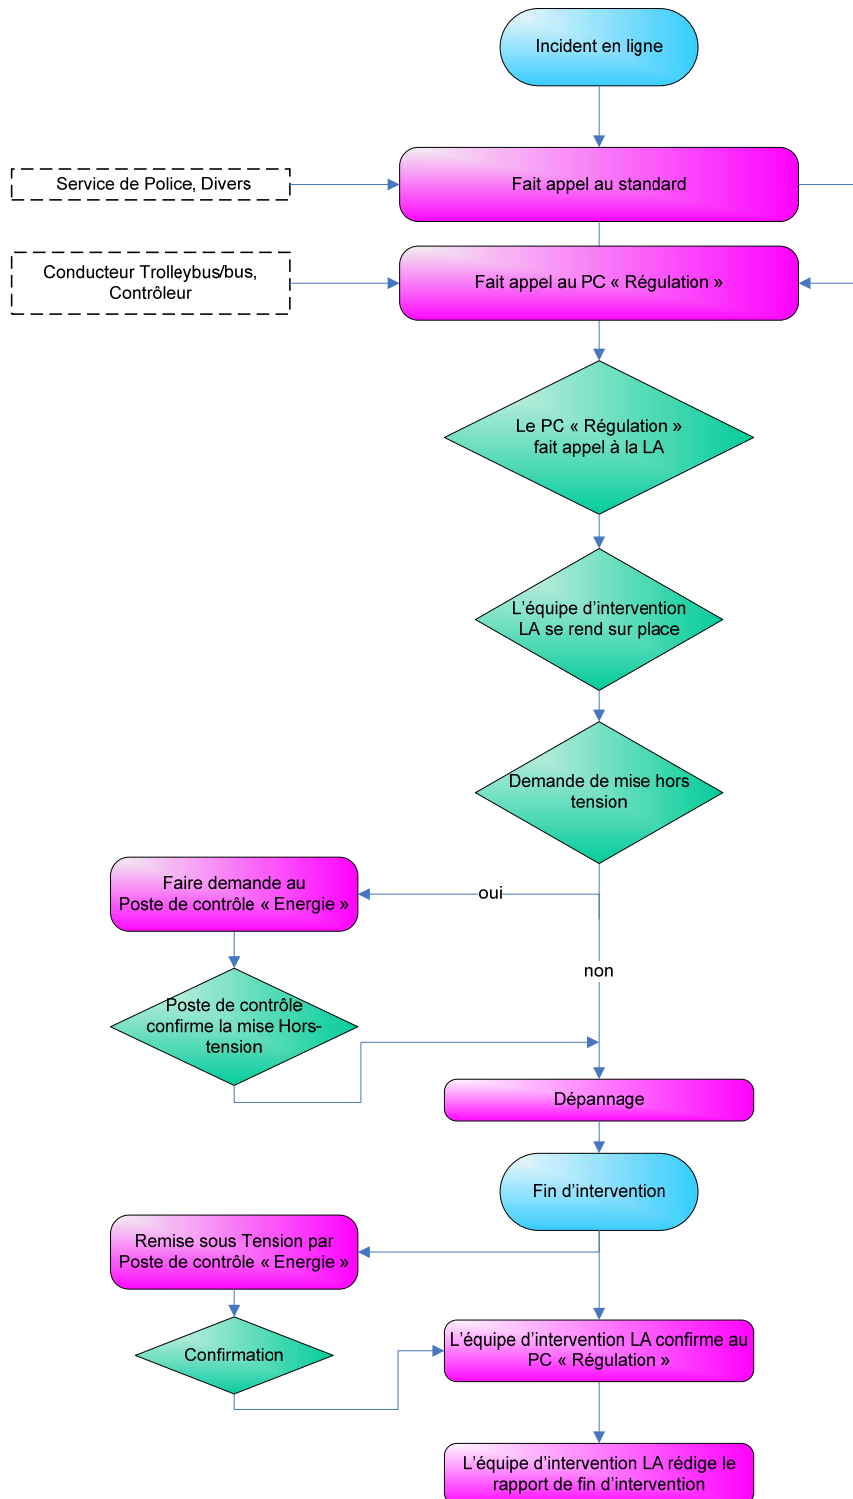 Incident en ligne
Service de Police, Divers
Fait appel au standard
Conducteur Trolleybus/bus,
Contrôleur
Fait appel au PC « Régulation »
Le PC « Régulation »
fait appel à la LA
L’équipe d’intervention
LA se rend sur place
Demande de mise hors
tension
Faire demande au
Poste de contrôle « Energie »
oui
non
Poste de contrôle
confirme la mise Hors-
tension
Dépannage
Fin d’intervention
Remise sous Tension par
Poste de contrôle « Energie »
Confirmation
L’équipe d’intervention LA confirme au
PC « Régulation »
L’équipe d’intervention LA rédige le
rapport de fin d’intervention